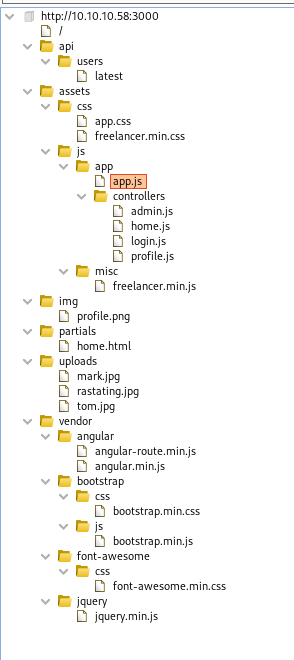 http://10.10.10.58:3000
/
api
users
latest
assets
css
app.css
freelancer.min.css
js
app
app.js
controllers
admin.js
home.js
login.js
profile.js
misc
freelancer.min.js
img
profile.png
partials
home.html
uploads
mark.jpg
rastating.jpg
tom.jpg
vendor
angular
angular-route.min.js
angular.min.js
bootstrap
css
bootstrap.min.css
js
bootstrap.min.js
font-awesome
css
font-awesome.min.css
jquery
jquery.min.js